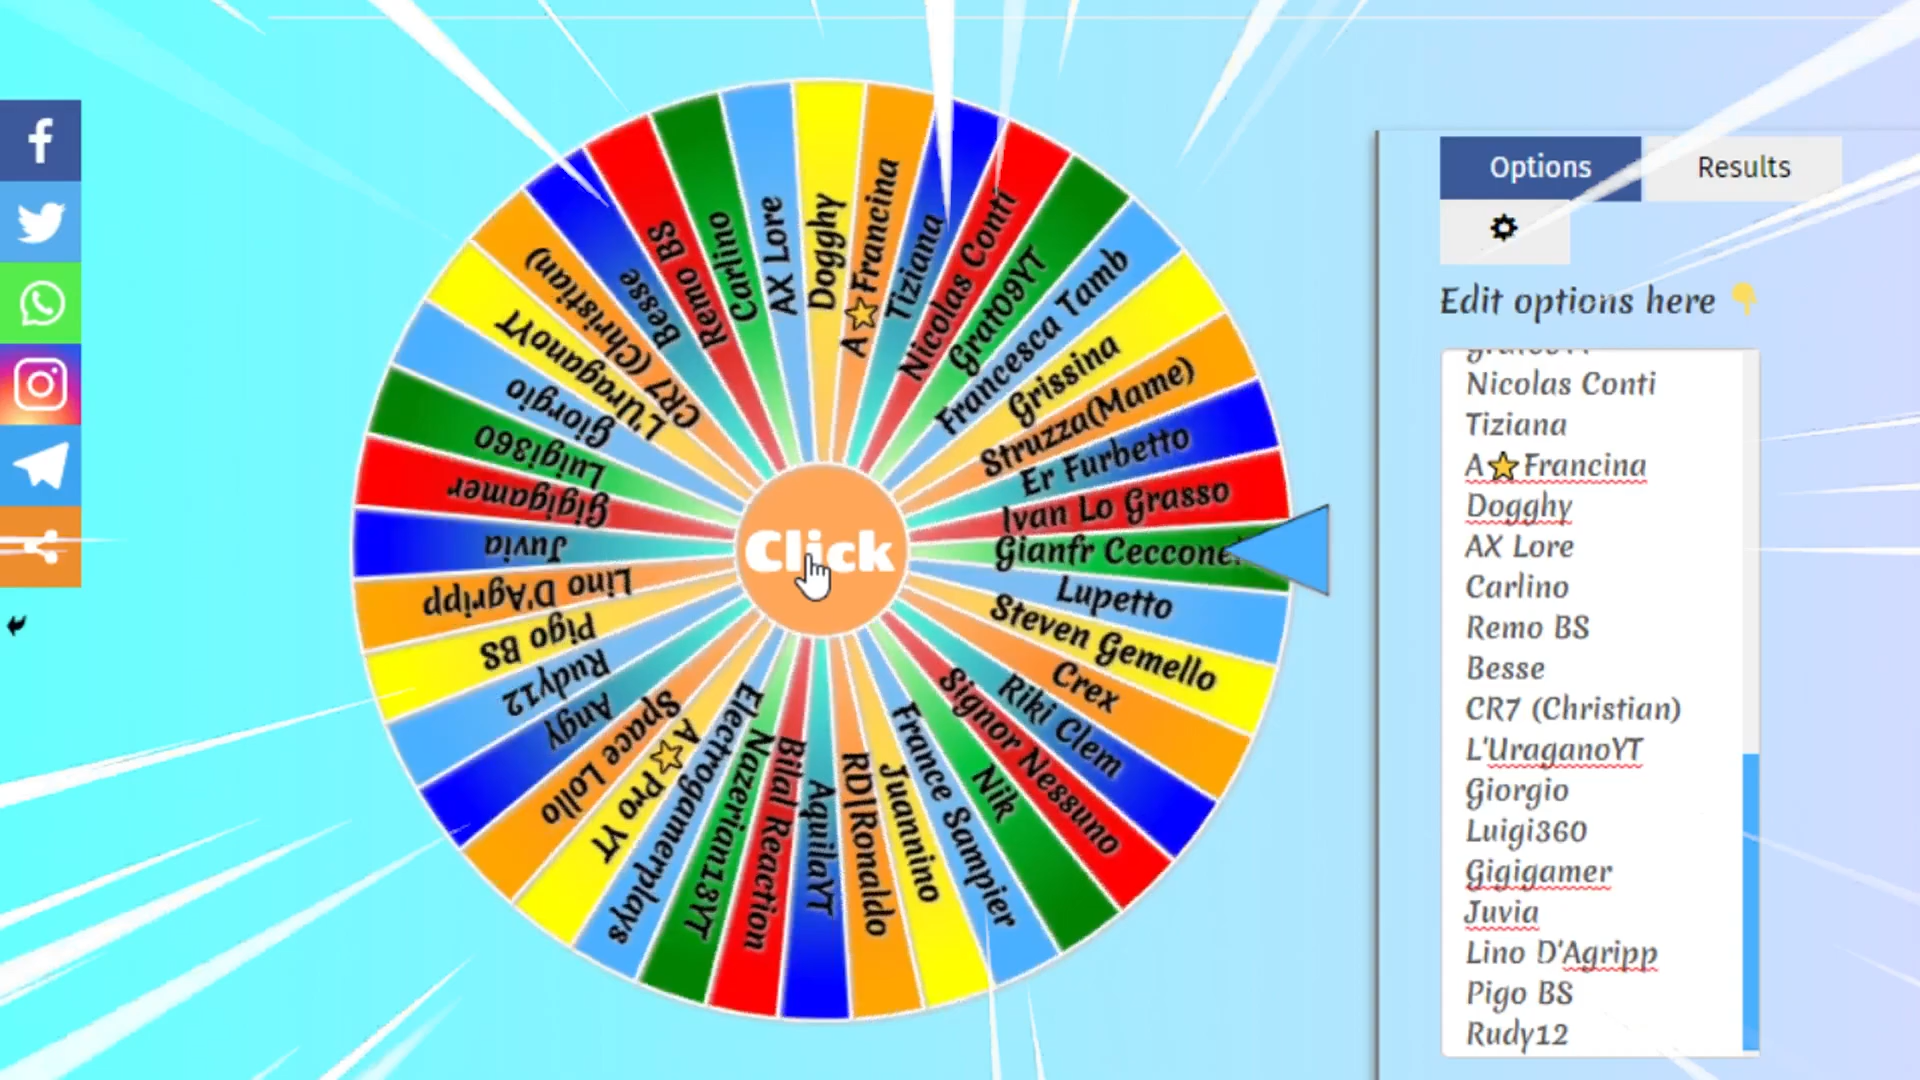 Dogghy
A⭐Francina
Tiziana
Nicolas Conti
Grat09YT
Francesca Tamb
Grissina
Struzza(Mame)
Er Furbetto
Ivan Lo Grasso
Gianfr
Lupetto
Steven Gemello
Crex
Riki Clem
Signor Nessuno
Nik
France Sampier
Juannino
RD|Ronaldo
AquilaYT
Bilal Reaction
Nazerian18YT
Electrogamerplays
A⭐Pro YT
Space Lollo
Angy
Rudy12
Pigo BS
Lino D'Agripp
Juvia
Gigigamer
Luigi360
Giorgio
L'UraganoYT
CR7 (Christian)
Besse
Remo BS
Carlino
AX Lore
Click
Options
Results
Edit options here 👇
Nicolas Conti
Tiziana
A⭐Francina
Dogghy
AX Lore
Carlino
Remo BS
Besse
CR7 (Christian)
L'UraganoYT
Giorgio
Luigi360
Gigigamer
Juvia
Lino D'Agripp
Pigo BS
Rudy12